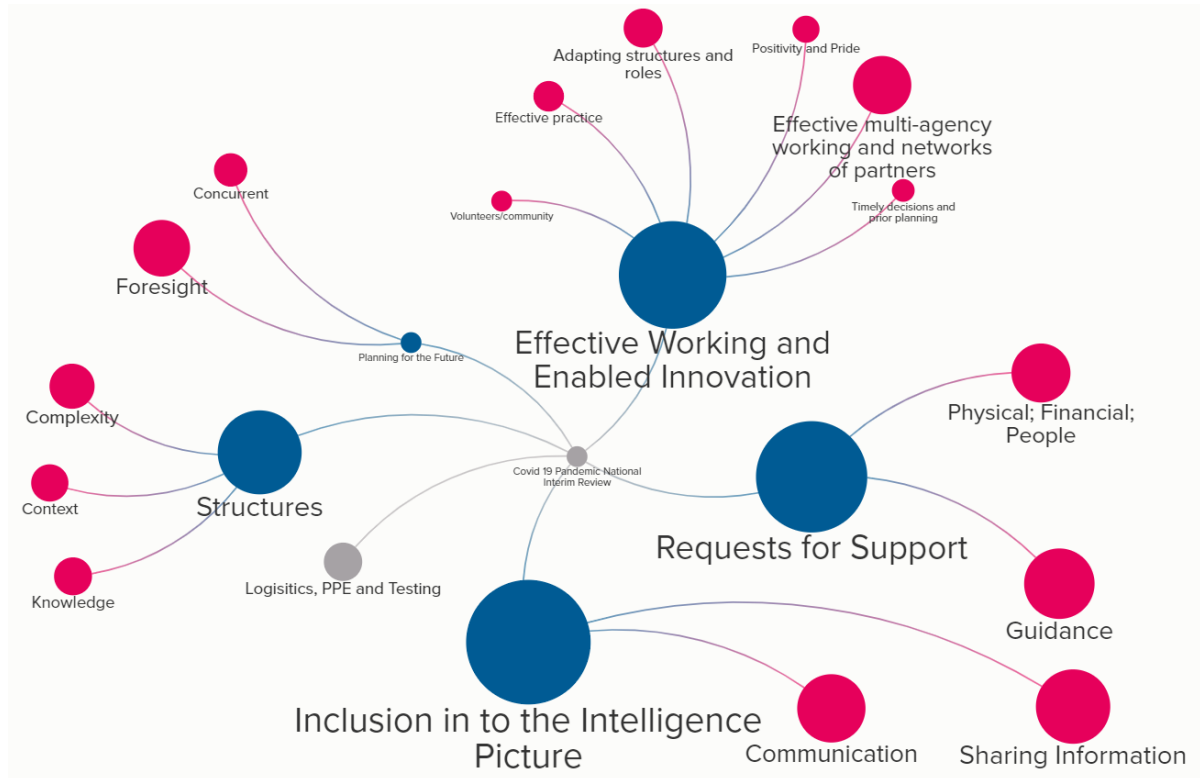 Adapting structures and
roles
Positivity and Pride
Effective practice
Effective multi-agency
working and networks
of partners
Concurrent
Volunteers/community
Timely decisions and
prior planning
Foresight
Effective Working and
Enabled Innovation
Planning for the Future
Complexity
Physical; Financial;
People
Covid 19 Pandemic National
Interim Review
Structures
Context
Requests for Support
Logisitics, PPE and Testing
Knowledge
Guidance
Inclusion in to the Intelligence
Picture
Communication
Sharing Information